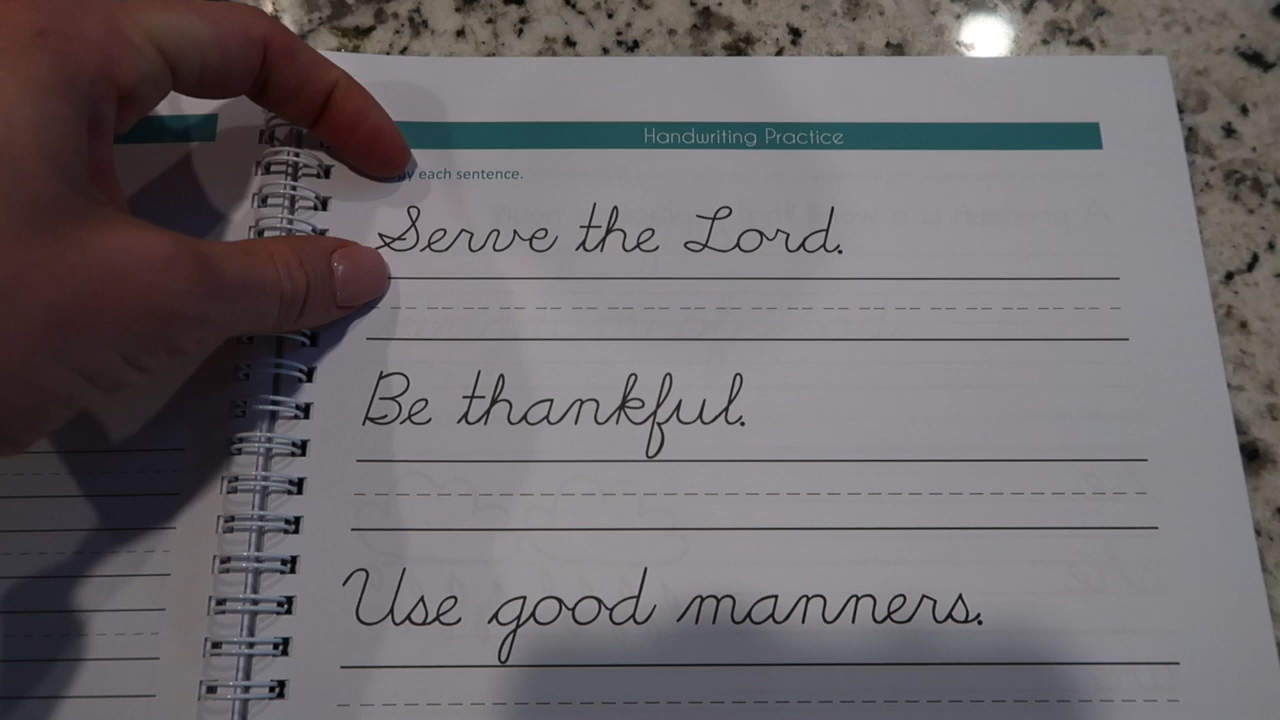 Handwriting Practice
each sentence.
Serve the Lord.
Be thankful.
Use good manners.